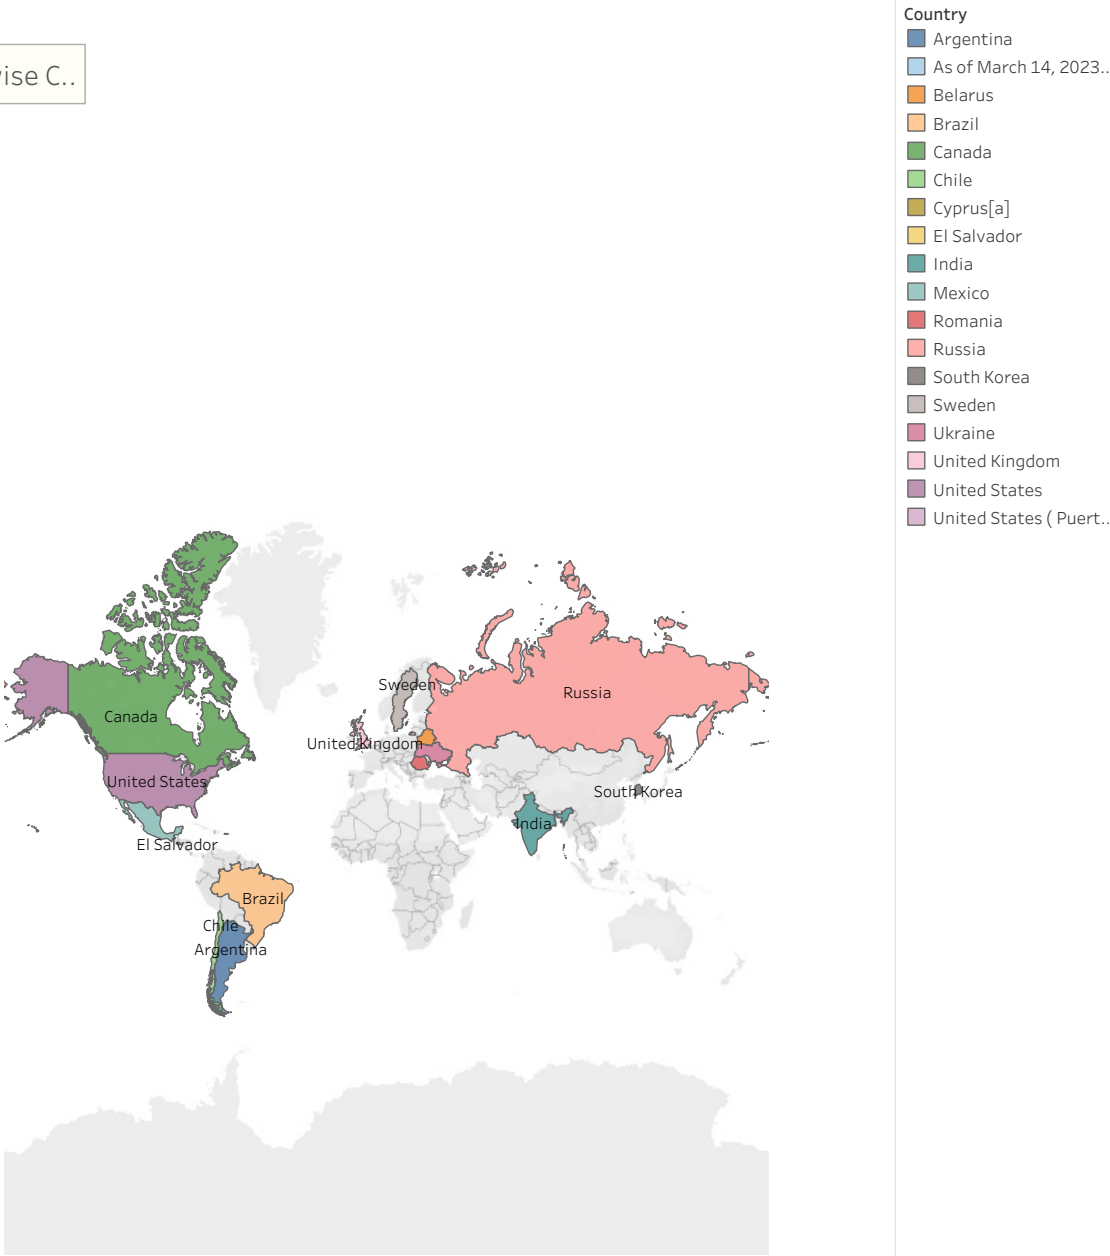 ise C..
Country
Argentina
As of March 14, 2023..
Belarus
Brazil
Canada
Chile
Cyprus[a]
El Salvador
India
Mexico
Romania
Russia
South Korea
Sweden
Ukraine
United Kingdom
United States
United States ( Puert..
Sweden
Russia
Canada
United Kingdom
United States
South Korea
India
El Salvador
Brazil
Chile
Argentina